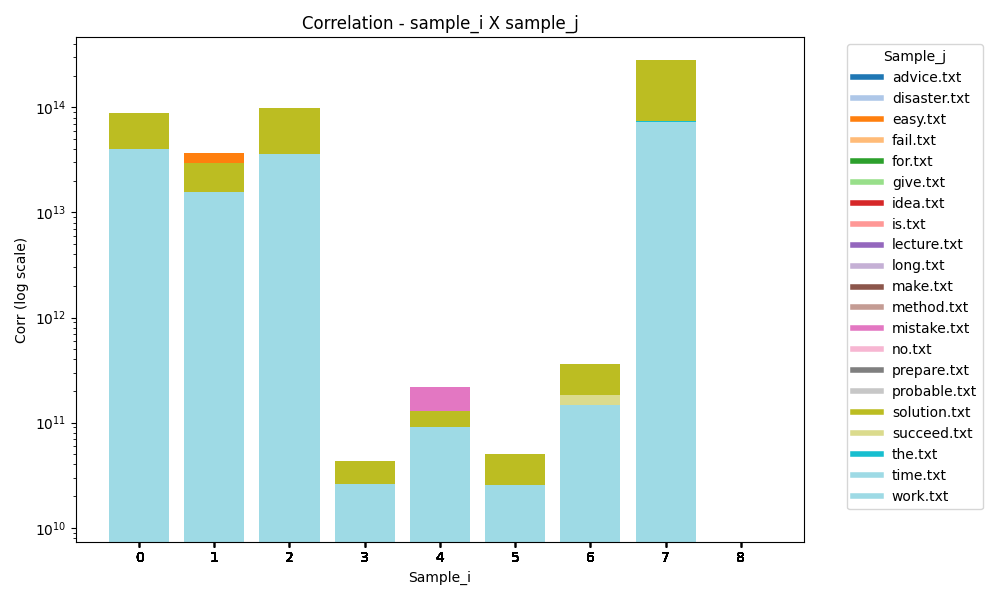 Correlation - sample_i X sample_j
Corr (log scale)
10^14
10^13
10^12
10^11
10^10
0 1 2 3 4 5 6 7 8
Sample_i
Sample_j
advice.txt
disaster.txt
easy.txt
fail.txt
for.txt
give.txt
idea.txt
is.txt
lecture.txt
long.txt
make.txt
method.txt
mistake.txt
no.txt
prepare.txt
probable.txt
solution.txt
succeed.txt
the.txt
time.txt
work.txt